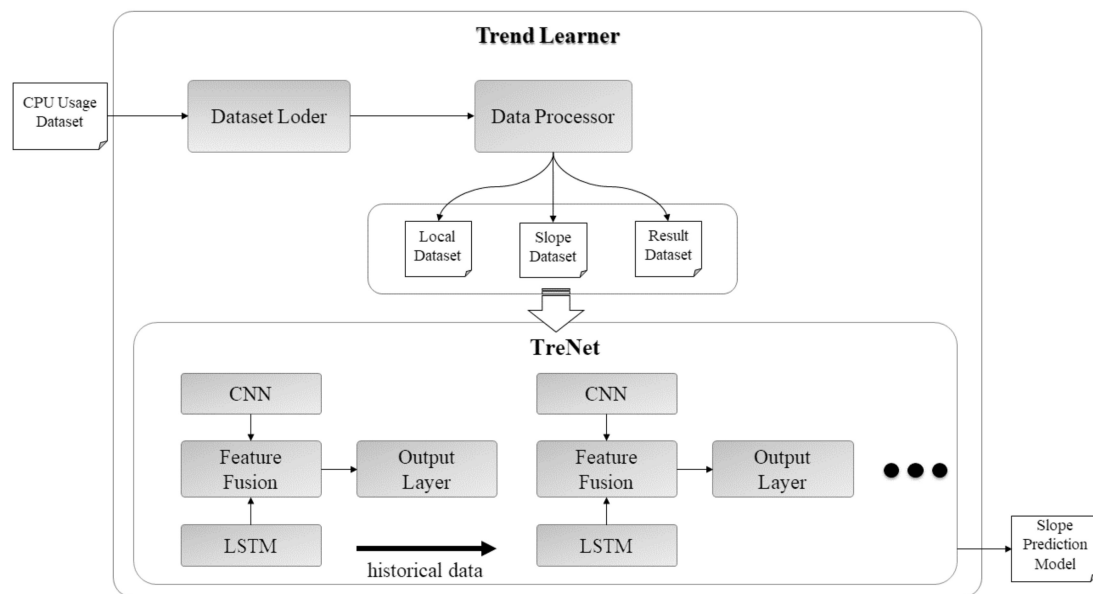 Trend Learner
CPU Usage
Dataset
Dataset Loder
Data Processor
Local
Dataset
Slope
Dataset
Result
Dataset
TreNet
CNN
Feature
Fusion
Output
Layer
LSTM
historical data
CNN
Feature
Fusion
Output
Layer
LSTM
Slope
Prediction
Model